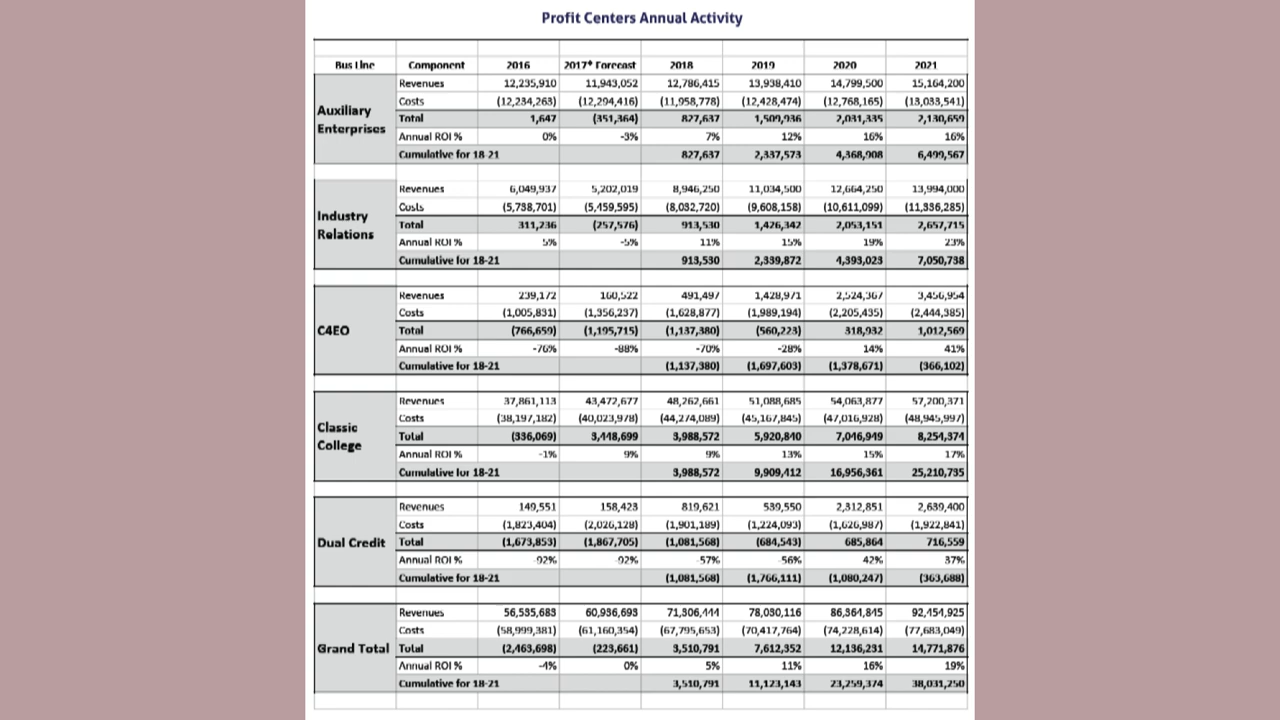 Profit Centers Annual Activity
Bus Line Component 2016 2017* Forecast 2018 2019 2020 2021
Auxiliary Enterprises
Revenues 12,235,910 11,943,052 12,786,415 13,938,410 14,799,500 15,164,200
Costs (12,234,263) (12,294,416) (11,958,778) (12,428,474) (12,768,165) (13,033,541)
Total 1,647 (351,364) 827,637 1,509,936 2,031,335 2,130,659
Annual ROI % 0% -3% 7% 12% 16% 16%
Cumulative for 18-21 827,637 2,337,573 4,368,908 6,499,567
Industry Relations
Revenues 6,049,937 5,202,019 8,946,250 11,034,500 12,664,250 13,994,000
Costs (5,738,701) (5,459,595) (8,032,720) (9,608,158) (10,611,099) (11,336,285)
Total 311,236 (257,576) 913,530 1,426,342 2,053,151 2,657,715
Annual ROI % 5% -5% 11% 15% 19% 23%
Cumulative for 18-21 913,530 2,339,872 4,393,023 7,050,738
C4EO
Revenues 239,172 160,522 491,497 1,428,971 2,524,367 3,456,954
Costs (1,005,831) (1,356,237) (1,628,877) (1,989,194) (2,205,435) (2,444,385)
Total (766,659) (1,195,715) (1,137,380) (560,223) 318,932 1,012,569
Annual ROI % -76% -88% -70% -28% 14% 41%
Cumulative for 18-21 (1,137,380) (1,697,603) (1,378,671) (366,102)
Classic College
Revenues 37,861,113 43,472,677 48,262,661 51,088,685 54,063,877 57,200,371
Costs (38,197,182) (40,023,978) (44,274,089) (45,167,845) (47,016,928) (48,945,997)
Total (336,069) 3,448,699 3,988,572 5,920,840 7,046,949 8,254,374
Annual ROI % -1% 9% 9% 13% 15% 17%
Cumulative for 18-21 3,988,572 9,909,412 16,956,361 25,210,735
Dual Credit
Revenues 149,551 158,423 819,621 539,550 2,312,851 2,639,400
Costs (1,823,404) (2,026,128) (1,901,189) (1,224,093) (1,626,987) (1,922,841)
Total (1,673,853) (1,867,705) (1,081,568) (684,543) 685,864 716,559
Annual ROI % -92% -92% -57% -56% 42% 37%
Cumulative for 18-21 (1,081,568) (1,766,111) (1,080,247) (363,688)
Grand Total
Revenues 56,535,683 60,936,693 71,306,444 78,030,116 86,364,845 92,454,925
Costs (58,999,381) (61,160,354) (67,795,653) (70,417,764) (74,228,614) (77,683,049)
Total (2,463,698) (223,661) 3,510,791 7,612,352 12,136,231 14,771,876
Annual ROI % -4% 0% 5% 11% 16% 19%
Cumulative for 18-21 3,510,791 11,123,143 23,259,374 38,031,250